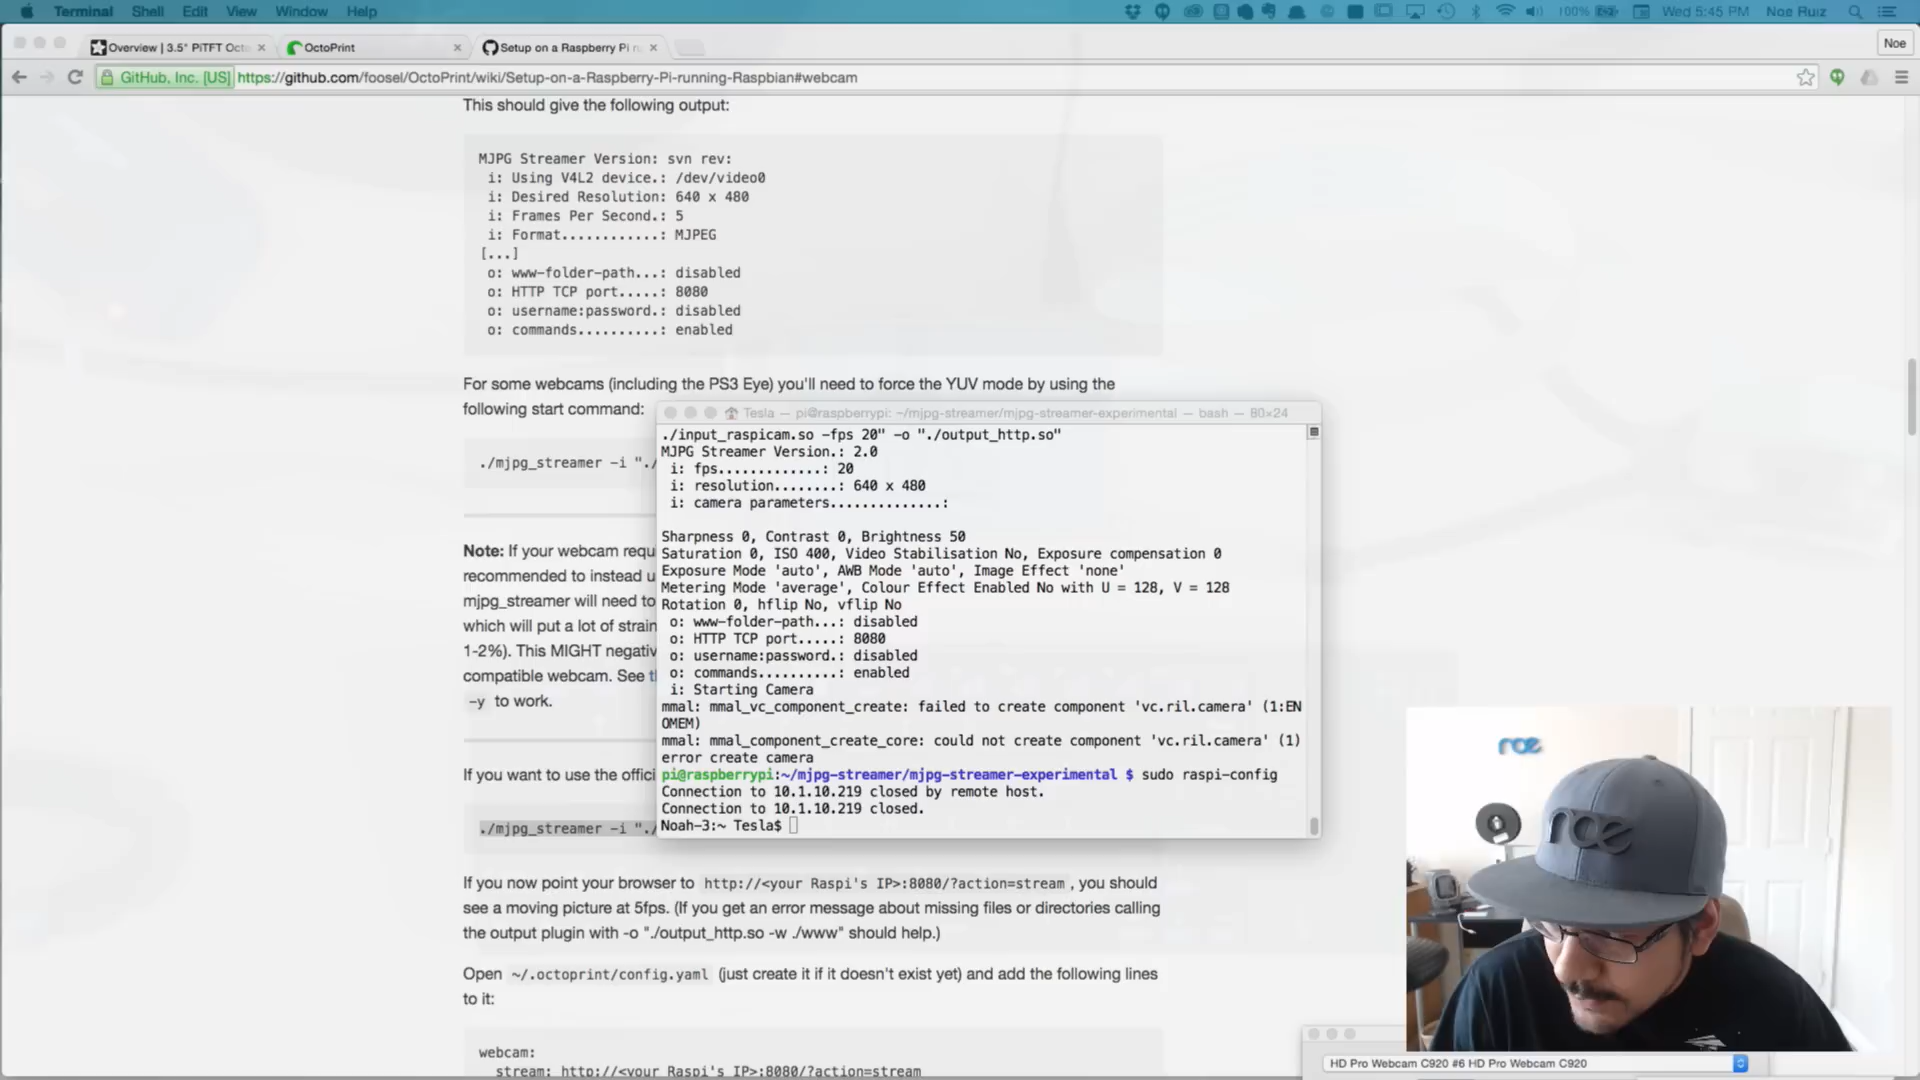 Terminal Shell Edit View Window Help 100% Wed 5:45 PM Noe Ruiz
Overview | 3.5" PiTFT Octo OctoPrint Setup on a Raspberry Pi ru Noe
GitHub, Inc. [US] https://github.com/foosel/OctoPrint/wiki/Setup-on-a-Raspberry-Pi-running-Raspbian#webcam
This should give the following output:
MJPG Streamer Version: svn rev:
i: Using V4L2 device.: /dev/video0
i: Desired Resolution: 640 x 480
i: Frames Per Second.: 5
i: Format............: MJPEG
[...]
o: www-folder-path...: disabled
o: HTTP TCP port.....: 8080
o: username:password.: disabled
o: commands..........: enabled
For some webcams (including the PS3 Eye) you'll need to force the YUV mode by using the
following start command:
./mjpg_streamer -i "./
Note: If your webcam requ
recommended to instead u
mjpg_streamer will need to
which will put a lot of strain
1-2%). This MIGHT negativ
compatible webcam. See t
-y to work.
If you want to use the offici
./mjpg_streamer -i "./
Tesla — pi@raspberrypi: ~/mjpg-streamer/mjpg-streamer-experimental — bash — 80×24
./input_raspicam.so -fps 20" -o "./output_http.so"
MJPG Streamer Version.: 2.0
i: fps.............: 20
i: resolution........: 640 x 480
i: camera parameters..............:
Sharpness 0, Contrast 0, Brightness 50
Saturation 0, ISO 400, Video Stabilisation No, Exposure compensation 0
Exposure Mode 'auto', AWB Mode 'auto', Image Effect 'none'
Metering Mode 'average', Colour Effect Enabled No with U = 128, V = 128
Rotation 0, hflip No, vflip No
o: www-folder-path...: disabled
o: HTTP TCP port.....: 8080
o: username:password.: disabled
o: commands..........: enabled
i: Starting Camera
mmal: mmal_vc_component_create: failed to create component 'vc.ril.camera' (1:EN
OMEM)
mmal: mmal_component_create_core: could not create component 'vc.ril.camera' (1)
error create camera
pi@raspberrypi:~/mjpg-streamer/mjpg-streamer-experimental $ sudo raspi-config
Connection to 10.1.10.219 closed by remote host.
Connection to 10.1.10.219 closed.
Noah-3:~ Tesla$
If you now point your browser to http://<your Raspi's IP>:8080/?action=stream , you should
see a moving picture at 5fps. (If you get an error message about missing files or directories calling
the output plugin with -o "./output_http.so -w ./www" should help.)
Open ~/.octoprint/config.yaml (just create it if it doesn't exist yet) and add the following lines
to it:
webcam:
stream: http://<your Raspi's IP>:8080/?action=stream
noe
noe
HD Pro Webcam C920 #6 HD Pro Webcam C920